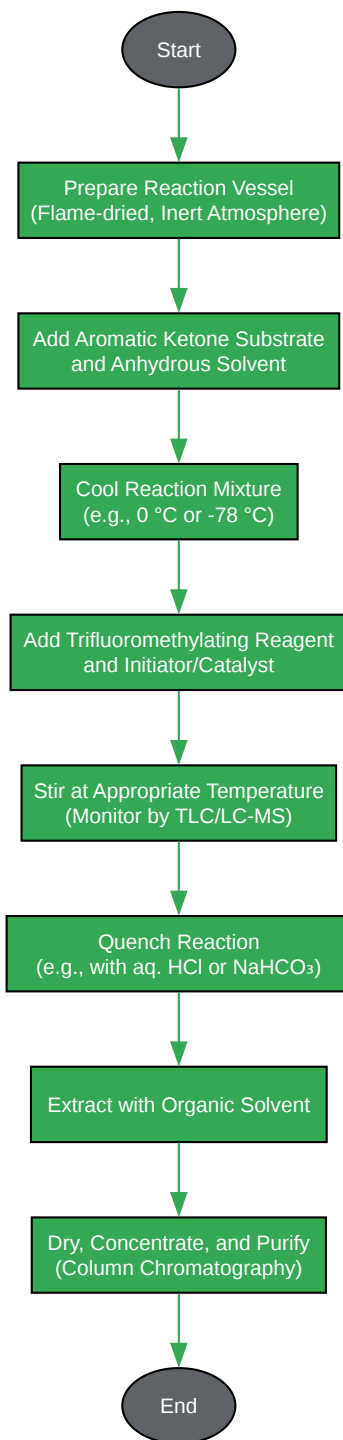 Start
Prepare Reaction Vessel
(Flame-dried, Inert Atmosphere)
Add Aromatic Ketone Substrate
and Anhydrous Solvent
Cool Reaction Mixture
(e.g., 0 °C or -78 °C)
Add Trifluoromethylating Reagent
and Initiator/Catalyst
Stir at Appropriate Temperature
(Monitor by TLC/LC-MS)
Quench Reaction
(e.g., with aq. HCl or NaHCO₃)
Extract with Organic Solvent
Dry, Concentrate, and Purify
(Column Chromatography)
End